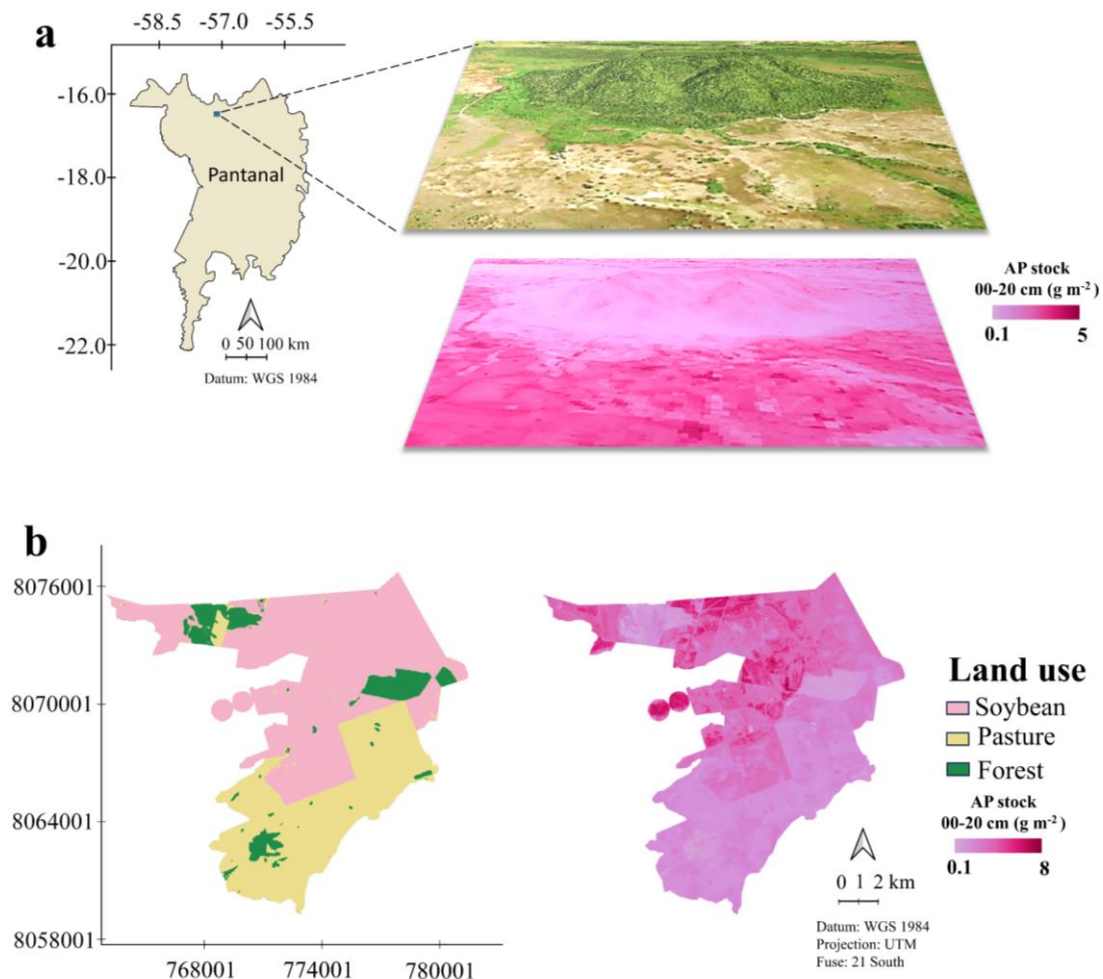 a
-58.5 -57.0 -55.5
-16.0
-18.0
-20.0
-22.0
Pantanal
0 50 100 km
Datum: WGS 1984
AP stock
00-20 cm (g m⁻²)
0.1 5
b
8076001
8070001
8064001
8058001
768001 774001 780001
Land use
Soybean
Pasture
Forest
AP stock
00-20 cm (g m⁻²)
0.1 8
0 1 2 km
Datum: WGS 1984
Projection: UTM
Fuse: 21 South